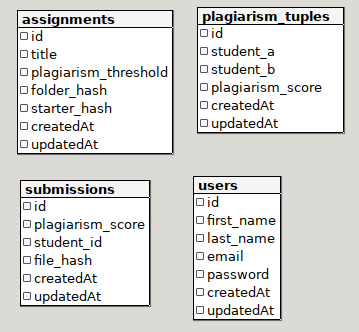 assignments
id
title
plagiarism_threshold
folder_hash
starter_hash
createdAt
updatedAt
plagiarism_tuples
id
student_a
student_b
plagiarism_score
createdAt
updatedAt
submissions
id
plagiarism_score
student_id
file_hash
createdAt
updatedAt
users
id
first_name
last_name
email
password
createdAt
updatedAt